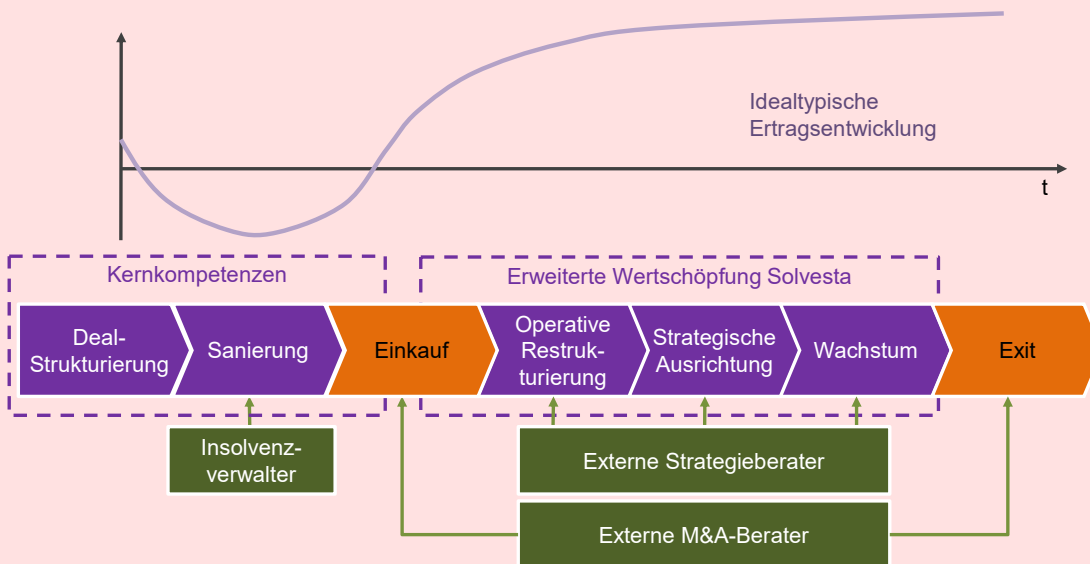 Idealtypische
Ertragsentwicklung
t
Kernkompetenzen
Erweiterte Wertschöpfung Solvesta
Deal-
Strukturierung
Sanierung
Einkauf
Operative
Restruk-
turierung
Strategische
Ausrichtung
Wachstum
Exit
Insolvenz-
verwalter
Externe Strategieberater
Externe M&A-Berater